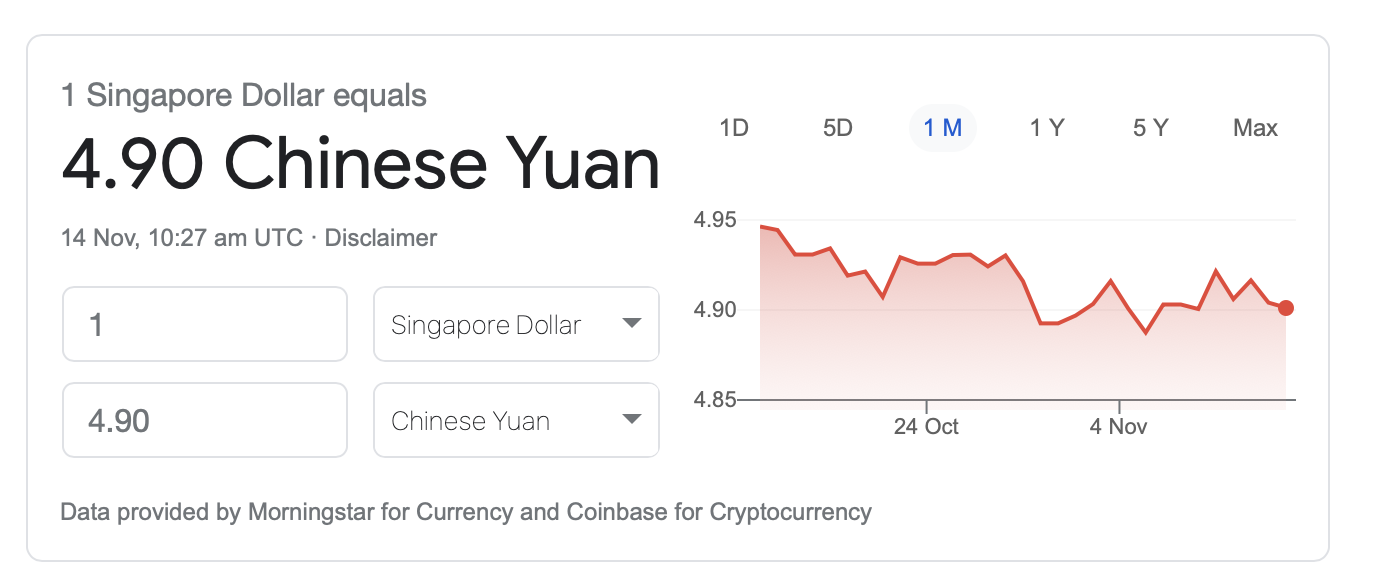 1 Singapore Dollar equals
4.90 Chinese Yuan
14 Nov, 10:27 am UTC · Disclaimer
1
Singapore Dollar
4.90
Chinese Yuan
1D 5D 1 M 1 Y 5 Y Max
4.95
4.90
4.85
24 Oct 4 Nov
Data provided by Morningstar for Currency and Coinbase for Cryptocurrency